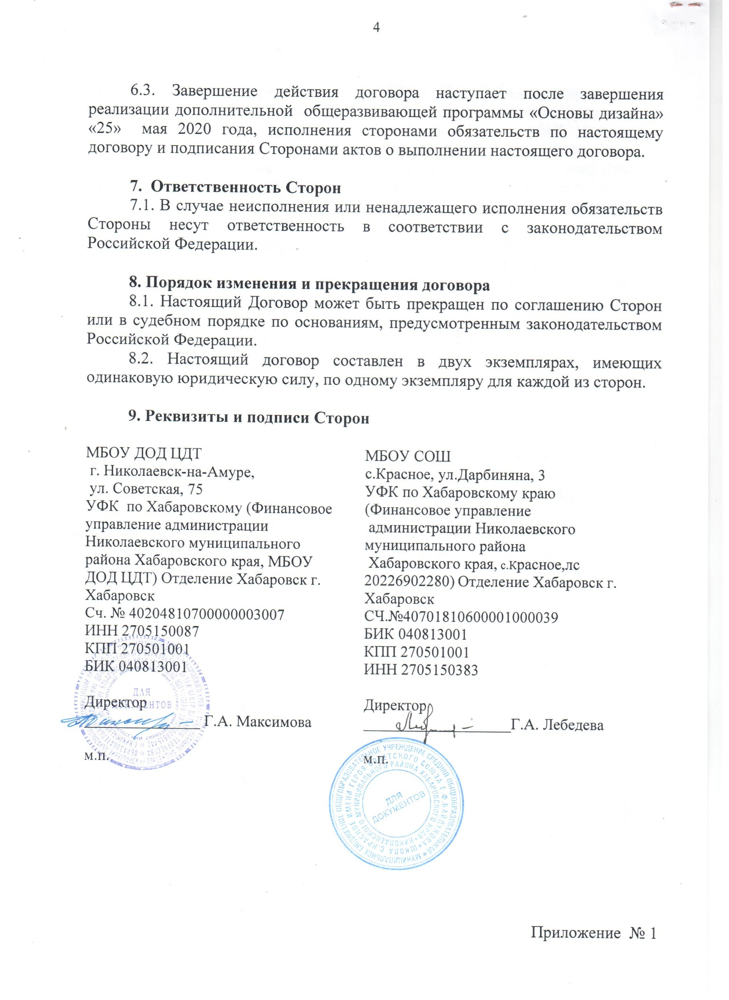 4
6.3. Завершение действия договора наступает после завершения
реализации дополнительной общеразвивающей программы «Основы дизайна»
«25» мая 2020 года, исполнения сторонами обязательств по настоящему
договору и подписания Сторонами актов о выполнении настоящего договора.
7. Ответственность Сторон
7.1. В случае неисполнения или ненадлежащего исполнения обязательств
Стороны несут ответственность в соответствии с законодательством
Российской Федерации.
8. Порядок изменения и прекращения договора
8.1. Настоящий Договор может быть прекращен по соглашению Сторон
или в судебном порядке по основаниям, предусмотренным законодательством
Российской Федерации.
8.2. Настоящий договор составлен в двух экземплярах, имеющих
одинаковую юридическую силу, по одному экземпляру для каждой из сторон.
9. Реквизиты и подписи Сторон
МБОУ ДОД ЦДТ
г. Николаевск-на-Амуре,
ул. Советская, 75
УФК по Хабаровскому (Финансовое
управление администрации
Николаевского муниципального
района Хабаровского края, МБОУ
ДОД ЦДТ) Отделение Хабаровск г.
Хабаровск
Сч. № 40204810700000003007
ИНН 2705150087
КПП 270501001
БИК 040813001
Директор
Г.А. Максимова
м.п.
ДЛЯ
ДОКУМЕНТОВ
МБОУ СОШ
с.Красное, ул.Дарбиняна, 3
УФК по Хабаровскому краю
(Финансовое управление
администрации Николаевского
муниципального района
Хабаровского края, с.Красное,лс
20226902280) Отделение Хабаровск г.
Хабаровск
СЧ.№40701810600001000039
БИК 040813001
КПП 270501001
ИНН 2705150383
Директор
Г.А. Лебедева
м.п.
МУНИЦИПАЛЬНОЕ БЮДЖЕТНОЕ ОБЩЕОБРАЗОВАТЕЛЬНОЕ УЧРЕЖДЕНИЕ СРЕДНЯЯ ОБЩЕОБРАЗОВАТЕЛЬНАЯ
ШКОЛА С.КРАСНОЕ ИМЕНИ ГЕРОЯ СОВЕТСКОГО СОЮЗА Г.Ф.БАЙДУКОВА
НИКОЛАЕВСКОГО МУНИЦИПАЛЬНОГО РАЙОНА ХАБАРОВСКОГО КРАЯ
ДЛЯ
ДОКУМЕНТОВ
Приложение № 1